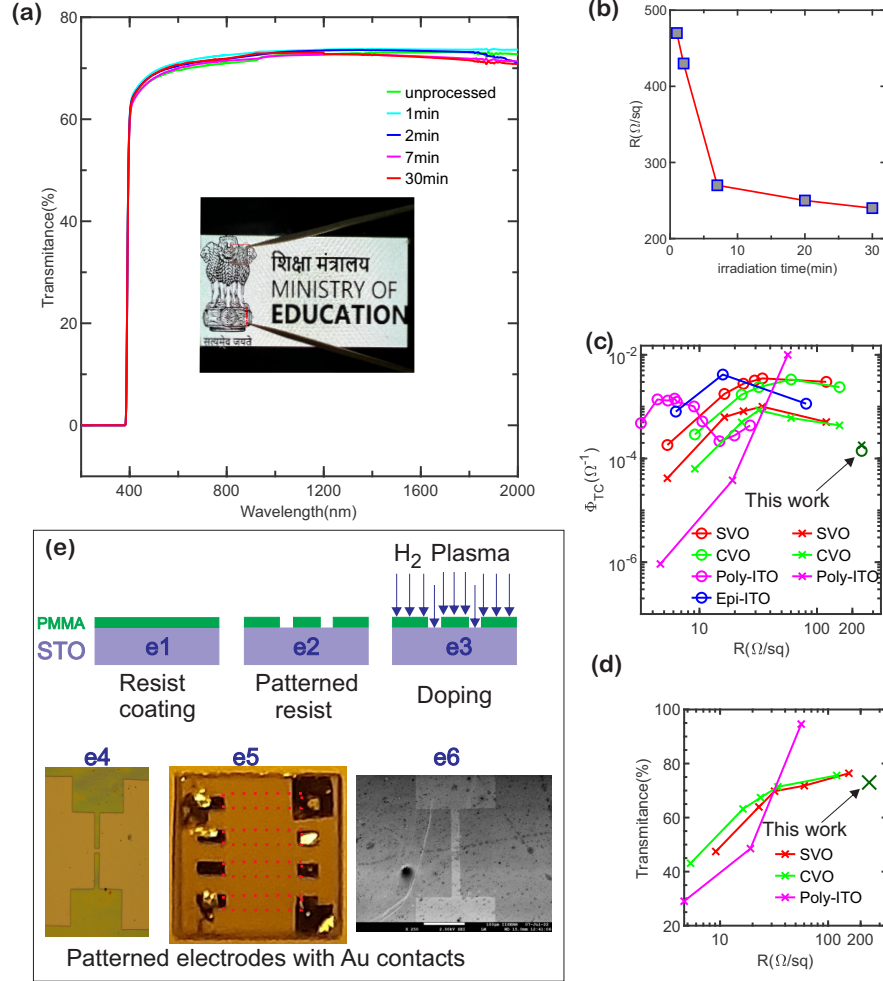 (a)
80
60
40
20
0
Transmitance(%)
400
800
1200
1600
2000
Wavelength(nm)
unprocessed
1min
2min
7min
30min
शिक्षा मंत्रालय
MINISTRY OF
EDUCATION
सत्यमेव जयते
(b)
500
400
300
200
R(Ω/sq)
0
10
20
30
irradiation time(min)
(c)
10⁻²
10⁻⁴
10⁻⁶
Φ_TC(Ω⁻¹)
This work
SVO SVO
CVO CVO
Poly-ITO Poly-ITO
Epi-ITO
10
100
200
R(Ω/sq)
(d)
100
80
60
40
20
Transmitance(%)
This work
SVO
CVO
Poly-ITO
10
100
200
R(Ω/sq)
(e)
H₂ Plasma
PMMA
STO
e1
e2
e3
Resist
coating
Patterned
resist
Doping
e4
e5
e6
Patterned electrodes with Au contacts